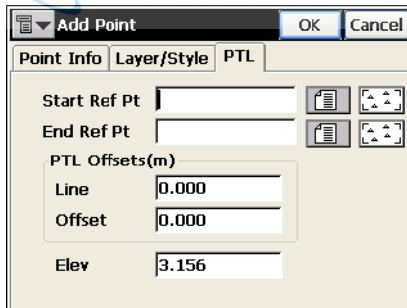 Add Point OK Cancel
Point Info Layer/Style PTL
Start Ref Pt
End Ref Pt
PTL Offsets(m)
Line 0.000
Offset 0.000
Elev 3.156